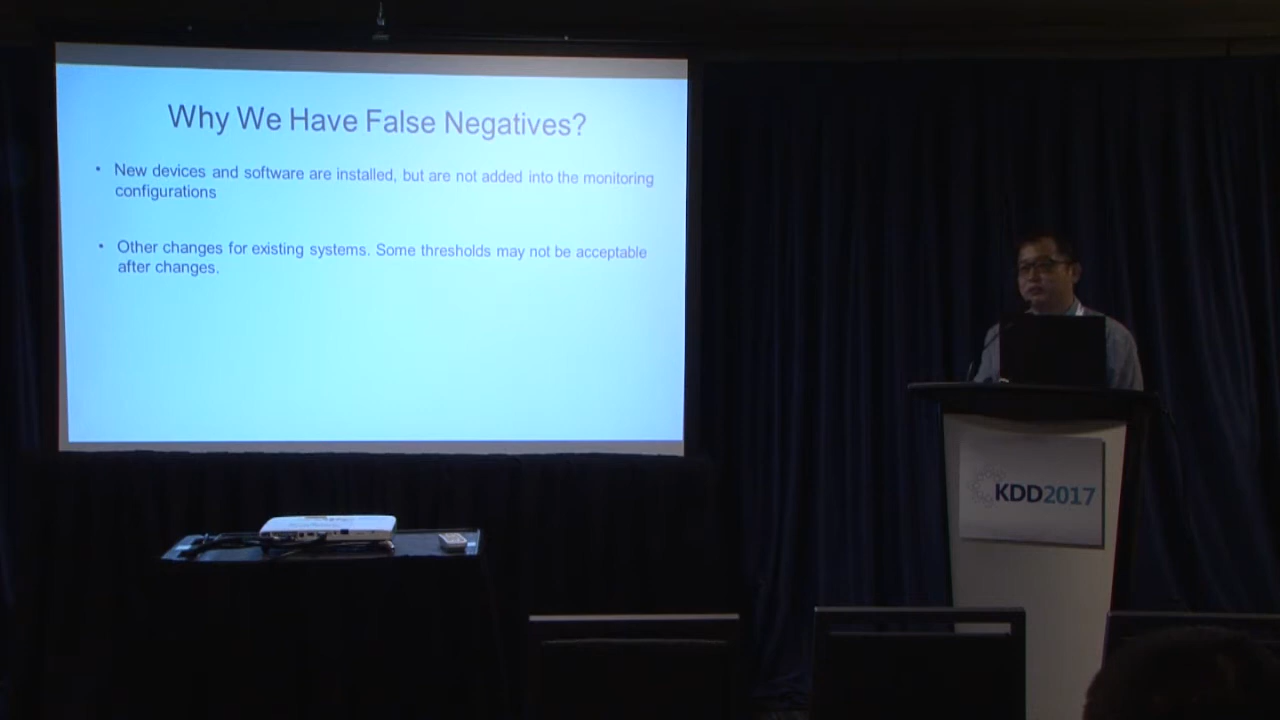 Why We Have False Negatives?
• New devices and software are installed, but are not added into the monitoring
configurations
• Other changes for existing systems. Some thresholds may not be acceptable
after changes.
KDD2017